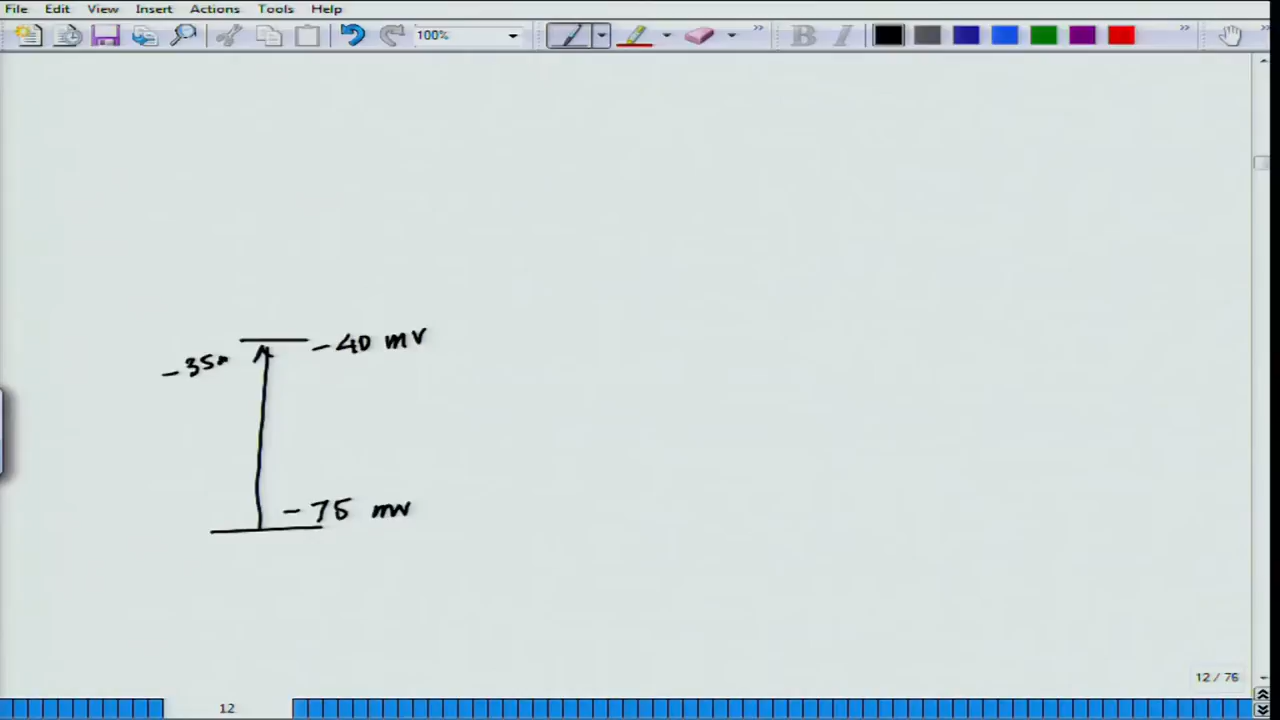 File Edit View Insert Actions Tools Help
100%
B I
-40 mv
-35
-75 mv
12 / 76
12